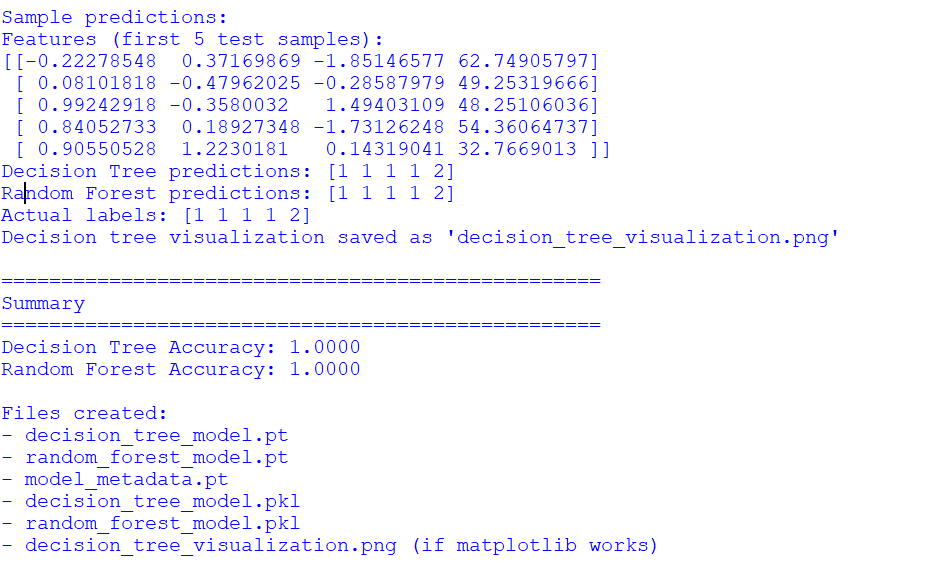 Sample predictions:
Features (first 5 test samples):
[[-0.22278548  0.37169869 -1.85146577 62.74905797]
 [ 0.08101818 -0.47962025 -0.28587979 49.25319666]
 [ 0.99242918 -0.3580032   1.49403109 48.25106036]
 [ 0.84052733  0.18927348 -1.73126248 54.36064737]
 [ 0.90550528  1.2230181   0.14319041 32.7669013 ]]
Decision Tree predictions: [1 1 1 1 2]
Random Forest predictions: [1 1 1 1 2]
Actual labels: [1 1 1 1 2]
Decision tree visualization saved as 'decision_tree_visualization.png'
==================================================
Summary
==================================================
Decision Tree Accuracy: 1.0000
Random Forest Accuracy: 1.0000
Files created:
- decision_tree_model.pt
- random_forest_model.pt
- model_metadata.pt
- decision_tree_model.pkl
- random_forest_model.pkl
- decision_tree_visualization.png (if matplotlib works)